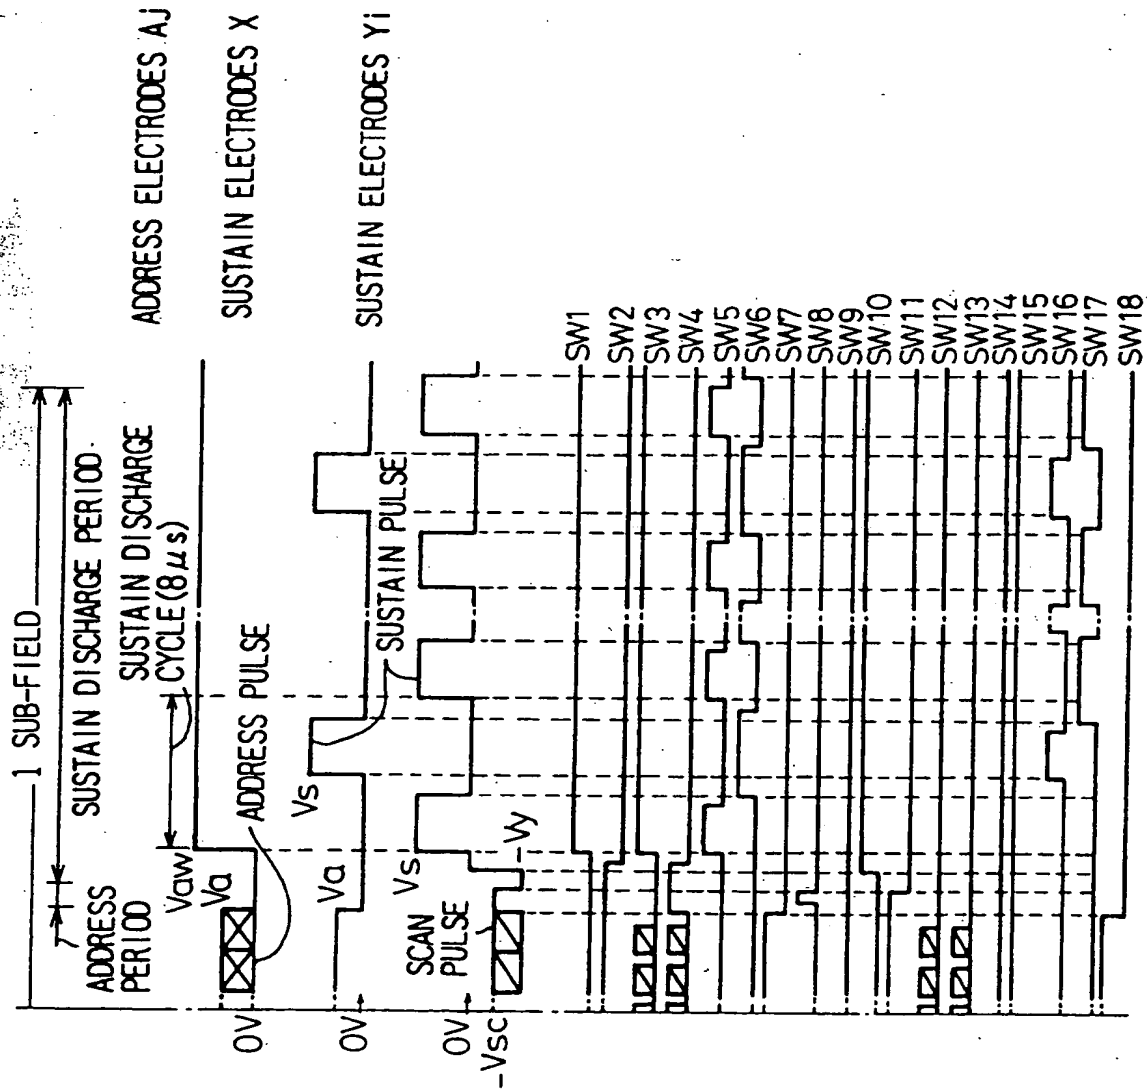 1 SUB-FIELD
ADDRESS
PERIOD
SUSTAIN DISCHARGE PERIOD
SUSTAIN DISCHARGE
CYCLE(8μs)
Vaw
Va
0V
ADDRESS PULSE
ADDRESS ELECTRODES Aj
Va
0V
Vs
SUSTAIN ELECTRODES X
SUSTAIN PULSE
SCAN
PULSE
Vs
0V
-Vsc
-Vy
SUSTAIN ELECTRODES Yi
SW1
SW2
SW3
SW4
SW5
SW6
SW7
SW8
SW9
SW10
SW11
SW12
SW13
SW14
SW15
SW16
SW17
SW18